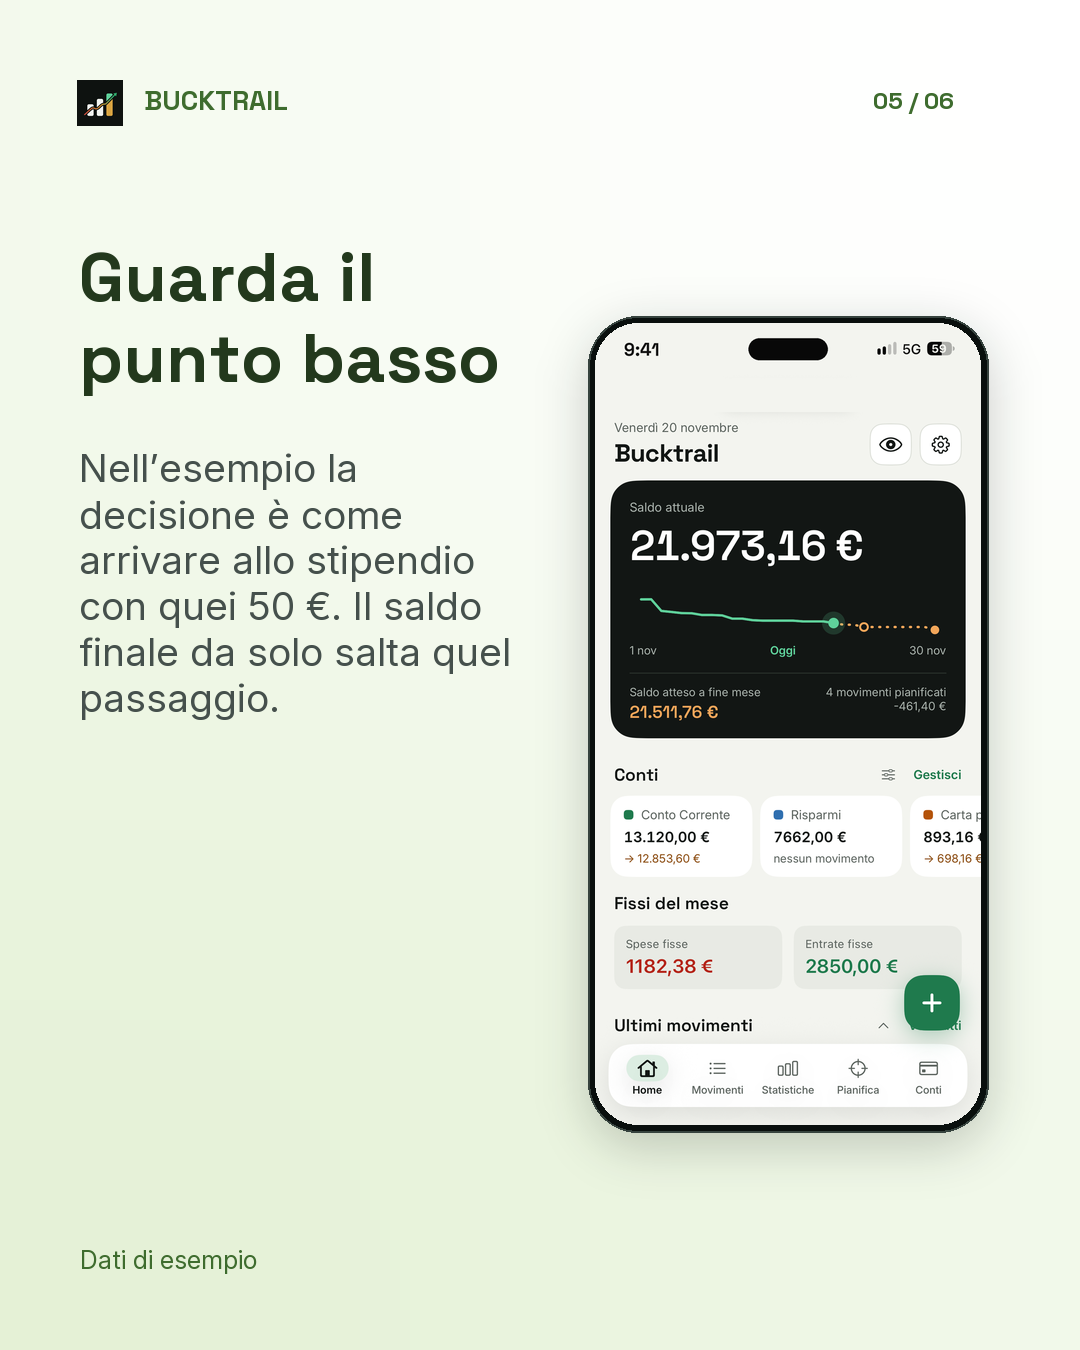 BUCKTRAIL
05 / 06
Guarda il
punto basso
Nell’esempio la
decisione è come
arrivare allo stipendio
con quei 50 €. Il saldo
finale da solo salta quel
passaggio.
9:41
5G
59
Venerdì 20 novembre
Bucktrail
Saldo attuale
21.973,16 €
1 nov
Oggi
30 nov
Saldo atteso a fine mese
4 movimenti pianificati
21.511,76 €
-461,40 €
Conti
Gestisci
Conto Corrente
13.120,00 €
→ 12.853,60 €
Risparmi
7662,00 €
nessun movimento
Carta
893,16 €
→ 698,16 €
Fissi del mese
Spese fisse
1182,38 €
Entrate fisse
2850,00 €
Ultimi movimenti
Home
Movimenti
Statistiche
Pianifica
Conti
Dati di esempio